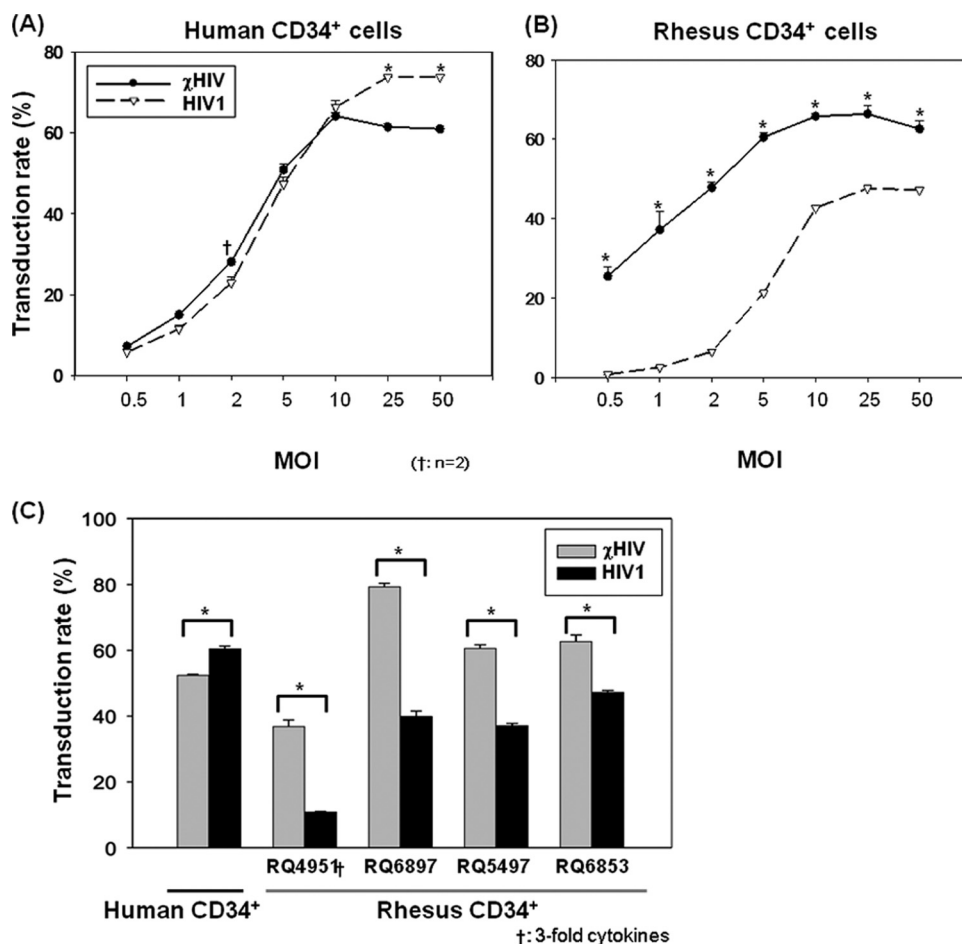 (A)
Human CD34+ cells
χHIV
HIV1
Transduction rate (%)
80
60
40
20
0
†
*
*
0.5 1 2 5 10 25 50
MOI
(†: n=2)
(B)
Rhesus CD34+ cells
80
60
40
20
0
* * * * * * *
0.5 1 2 5 10 25 50
MOI
(C)
Transduction rate (%)
100
80
60
40
20
0
χHIV
HIV1
* * * * *
RQ4951† RQ6897 RQ5497 RQ6853
Human CD34+ Rhesus CD34+
†: 3-fold cytokines